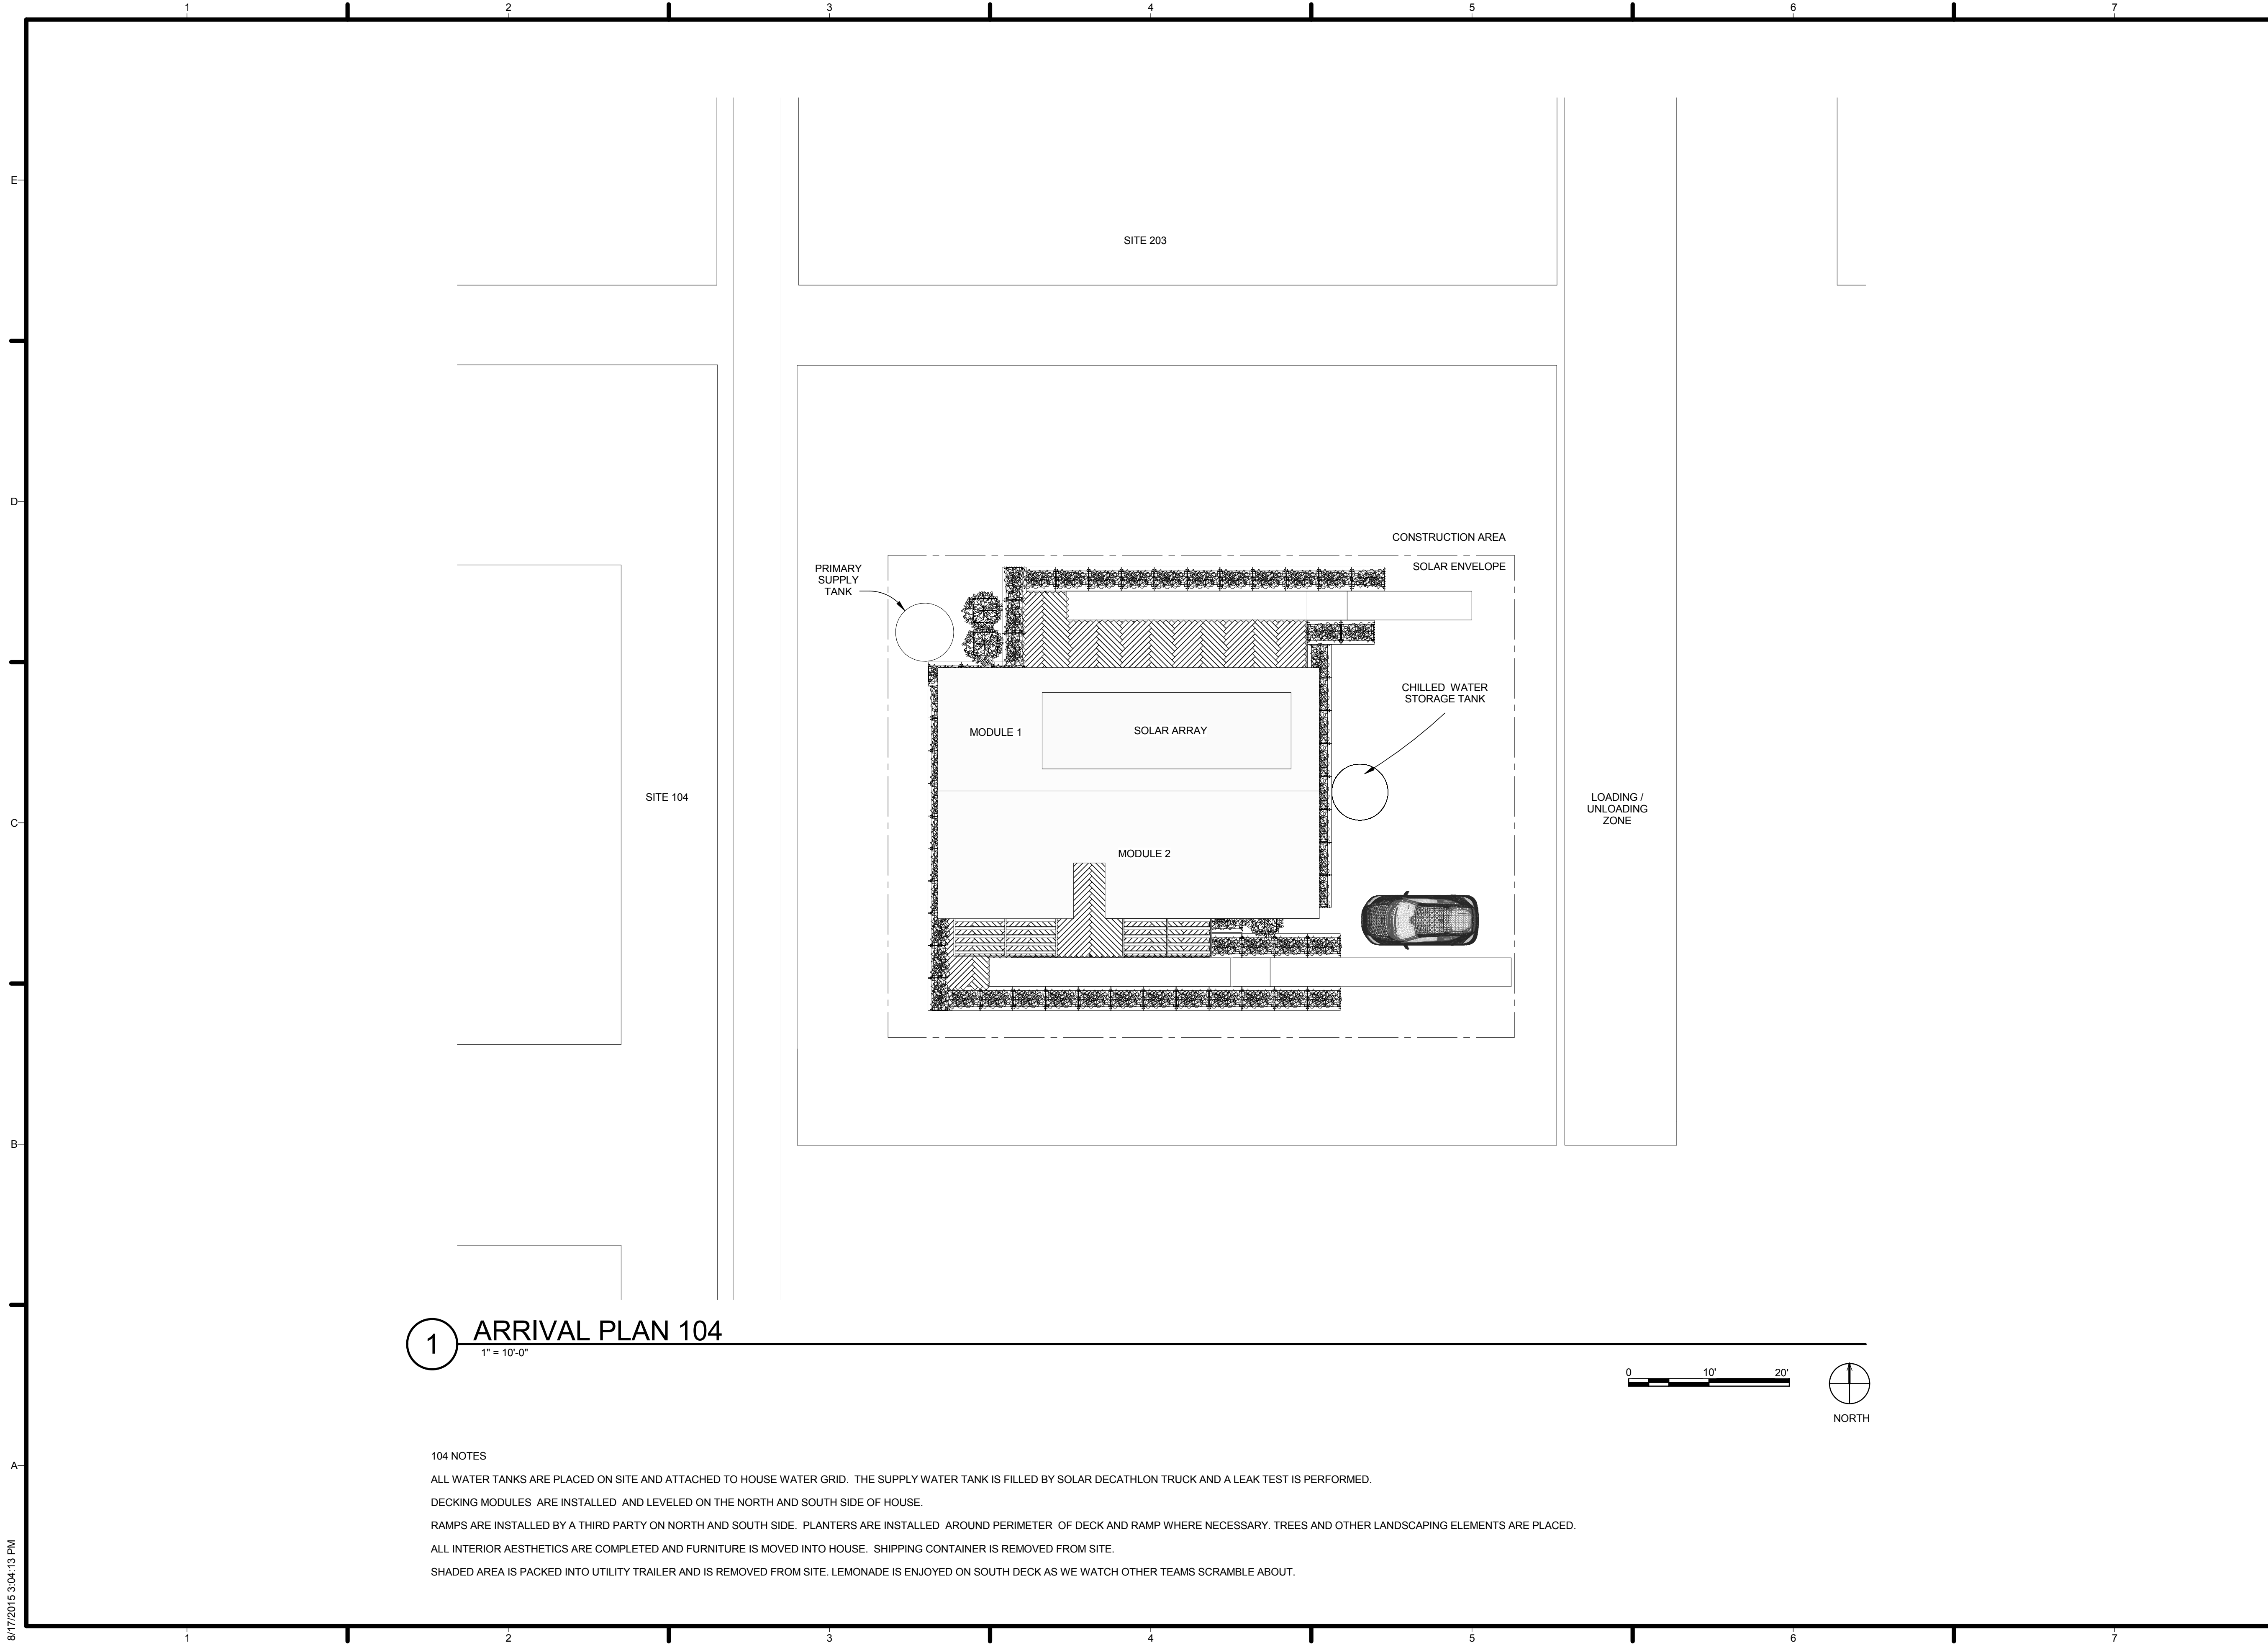 1 2 3 4 5 6 7
E
SITE 203
D
CONSTRUCTION AREA
SOLAR ENVELOPE
PRIMARY
SUPPLY
TANK
CHILLED WATER
STORAGE TANK
MODULE 1
SOLAR ARRAY
SITE 104
LOADING /
UNLOADING
ZONE
C
MODULE 2
B
1
ARRIVAL PLAN 104
1" = 10'-0"
0 10' 20'
NORTH
A
104 NOTES
ALL WATER TANKS ARE PLACED ON SITE AND ATTACHED TO HOUSE WATER GRID. THE SUPPLY WATER TANK IS FILLED BY SOLAR DECATHLON TRUCK AND A LEAK TEST IS PERFORMED.
DECKING MODULES ARE INSTALLED AND LEVELED ON THE NORTH AND SOUTH SIDE OF HOUSE.
RAMPS ARE INSTALLED BY A THIRD PARTY ON NORTH AND SOUTH SIDE. PLANTERS ARE INSTALLED AROUND PERIMETER OF DECK AND RAMP WHERE NECESSARY. TREES AND OTHER LANDSCAPING ELEMENTS ARE PLACED.
ALL INTERIOR AESTHETICS ARE COMPLETED AND FURNITURE IS MOVED INTO HOUSE. SHIPPING CONTAINER IS REMOVED FROM SITE.
SHADED AREA IS PACKED INTO UTILITY TRAILER AND IS REMOVED FROM SITE. LEMONADE IS ENJOYED ON SOUTH DECK AS WE WATCH OTHER TEAMS SCRAMBLE ABOUT.
8/17/2015 3:04:13 PM
1 2 3 4 5 6 7